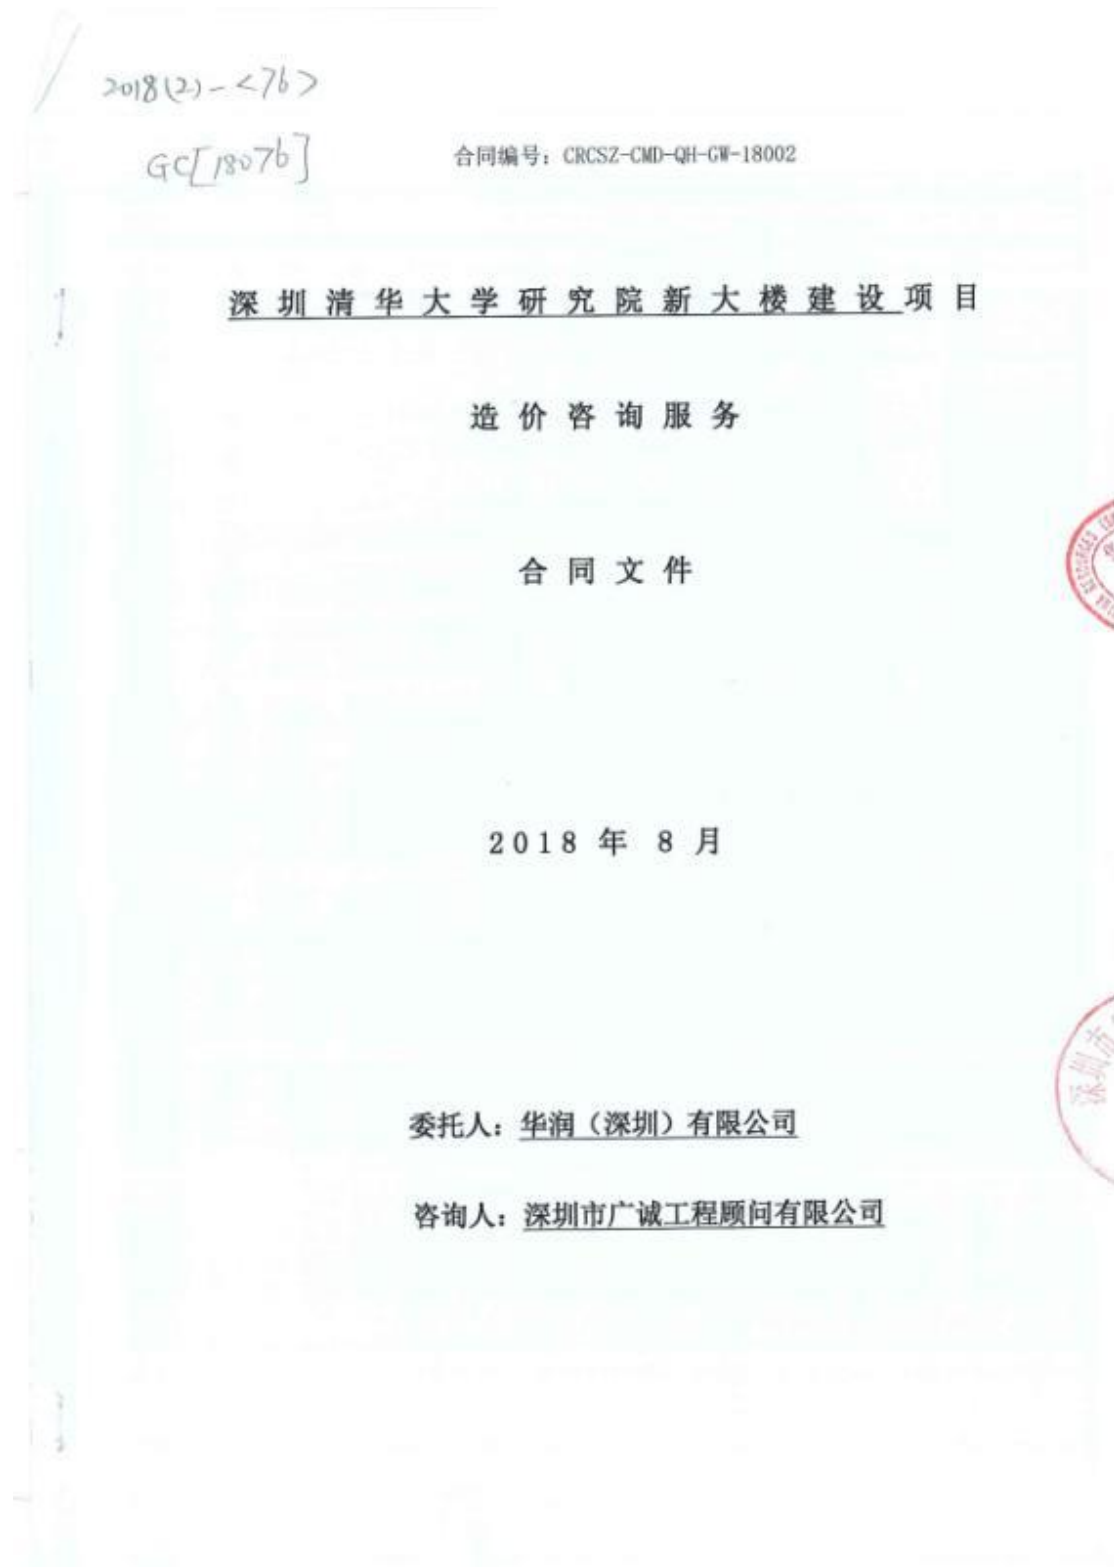 2018(2)-<76>
GC[18076]
合同编号：CRCSZ-CMD-QH-GW-18002
深圳清华大学研究院新大楼建设项目
造价咨询服务
合同文件
2018年8月
深圳市
委托人：华润（深圳）有限公司
咨询人：深圳市广诚工程顾问有限公司